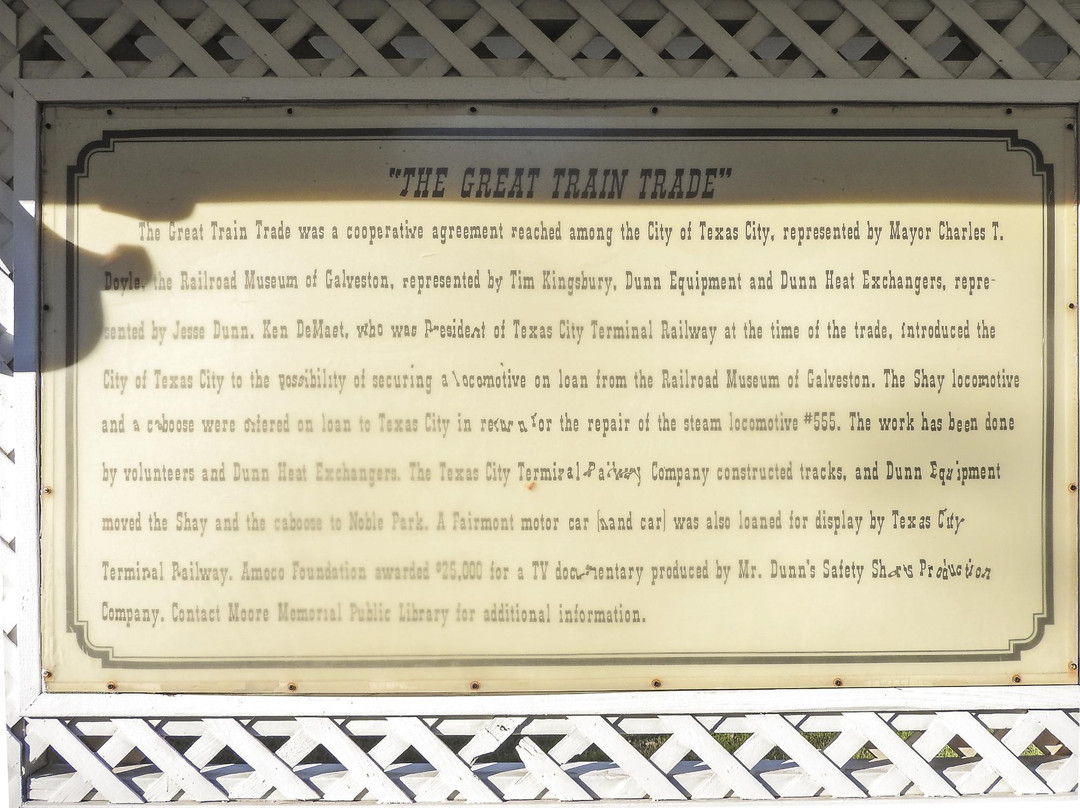 "THE GREAT TRAIN TRADE"
The Great Train Trade was a cooperative agreement reached among the City of Texas City, represented by Mayor Charles T.
Doyle, the Railroad Museum of Galveston, represented by Tim Kingsbury, Dunn Equipment and Dunn Heat Exchangers, repre-
sented by Jesse Dunn. Ken DeMaet, who was President of Texas City Terminal Railway at the time of the trade, introduced the
City of Texas City to the possibility of securing a locomotive on loan from the Railroad Museum of Galveston. The Shay locomotive
and a caboose were offered on loan to Texas City in return for the repair of the steam locomotive #555. The work has been done
by volunteers and Dunn Heat Exchangers. The Texas City Terminal Railway Company constructed tracks, and Dunn Equipment
moved the Shay and the caboose to Noble Park. A Fairmont motor car (hand car) was also loaned for display by Texas City
Terminal Railway. Amoco Foundation awarded $25,000 for a TV documentary produced by Mr. Dunn's Safety Shows Production
Company. Contact Moore Memorial Public Library for additional information.